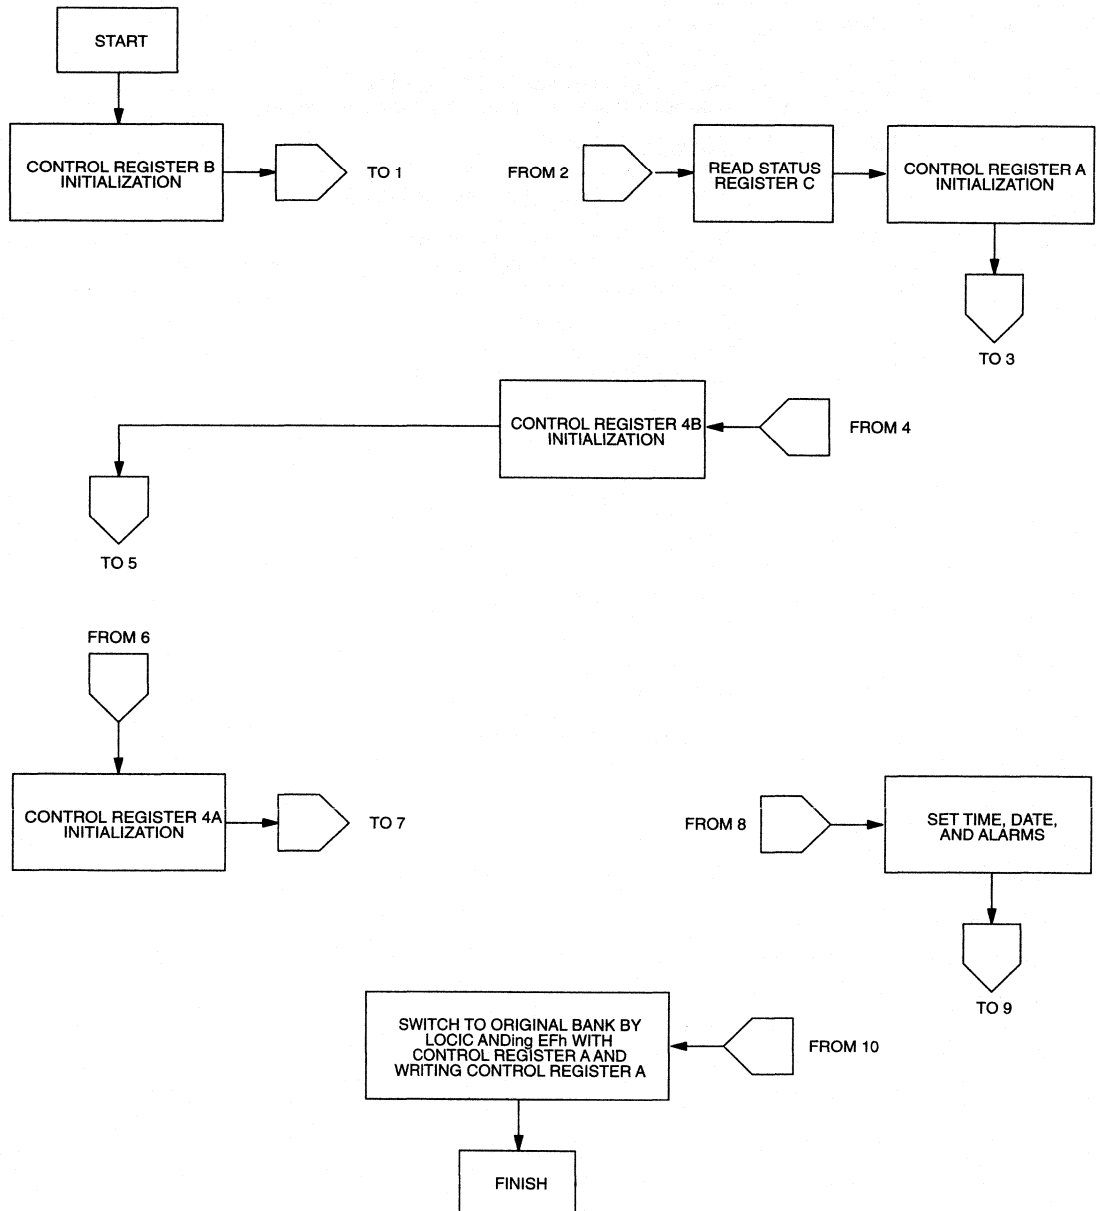 START
CONTROL REGISTER B
INITIALIZATION
TO 1
FROM 2
READ STATUS
REGISTER C
CONTROL REGISTER A
INITIALIZATION
TO 3
CONTROL REGISTER 4B
INITIALIZATION
FROM 4
TO 5
FROM 6
CONTROL REGISTER 4A
INITIALIZATION
TO 7
FROM 8
SET TIME, DATE,
AND ALARMS
TO 9
SWITCH TO ORIGINAL BANK BY
LOCIC ANDing EFh WITH
CONTROL REGISTER A AND
WRITING CONTROL REGISTER A
FROM 10
FINISH